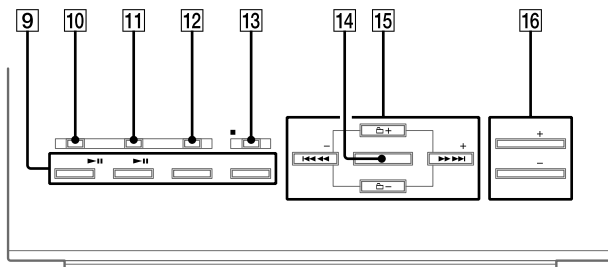 9 10 11 12 13 14 15 16
■ + 
►II ►II − I◄◄ ◄◄ + ►► ►►I +
− −